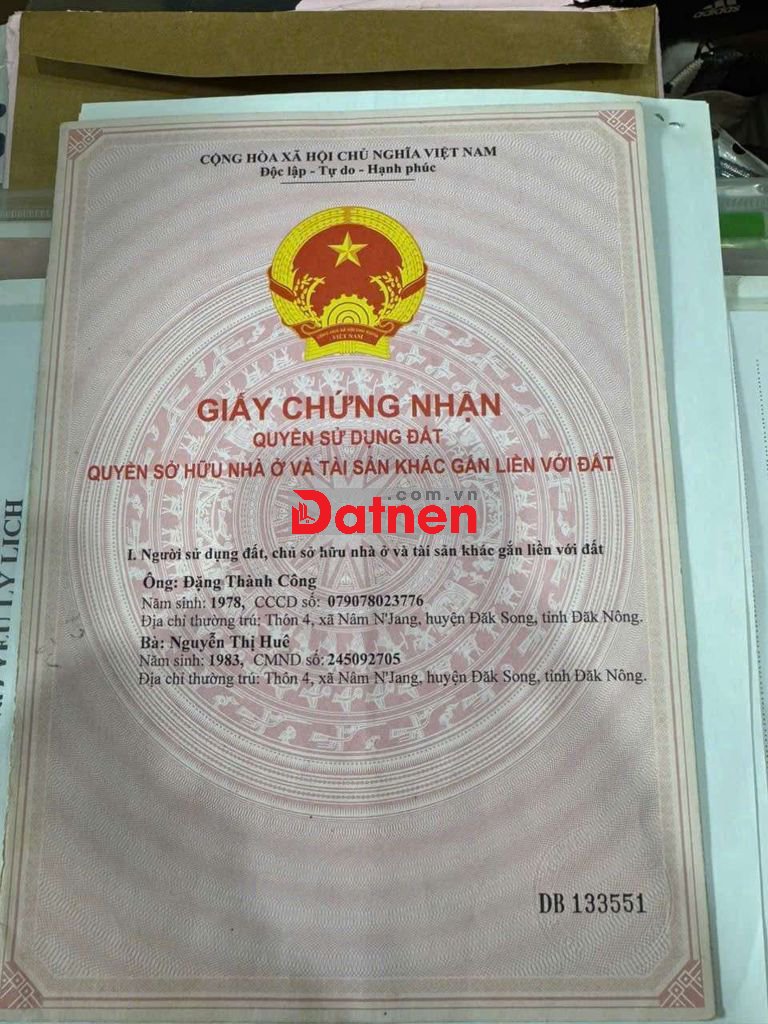 adidas
CỘNG HÒA XÃ HỘI CHỦ NGHĨA VIỆT NAM
Độc lập - Tự do - Hạnh phúc
VIỆT NAM
GIẤY CHỨNG NHẬN
QUYỀN SỬ DỤNG ĐẤT
QUYỀN SỞ HỮU NHÀ Ở VÀ TÀI SẢN KHÁC GẮN LIỀN VỚI ĐẤT
.com.vn
Datnen
I. Người sử dụng đất, chủ sở hữu nhà ở và tài sản khác gắn liền với đất
Ông: Đặng Thành Công
Năm sinh: 1978, CCCD số: 079078023776
Địa chỉ thường trú: Thôn 4, xã Nâm N'Jang, huyện Đăk Song, tỉnh Đăk Nông.
Bà: Nguyễn Thị Huê
Năm sinh: 1983, CMND số: 245092705
Địa chỉ thường trú: Thôn 4, xã Nâm N'Jang, huyện Đăk Song, tỉnh Đăk Nông.
DB 133551
YẾU LÝ LỊCH